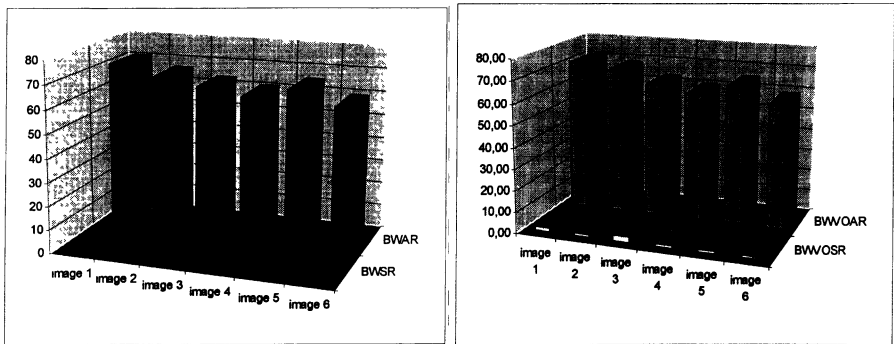 80
70
60
50
40
30
20
10
0
image 1
image 2
image 3
image 4
image 5
image 6
BWAR
BWSR
80,00
70,00
60,00
50,00
40,00
30,00
20,00
10,00
0,00
image 1
image 2
image 3
image 4
image 5
image 6
BWVOAR
BWVOSR